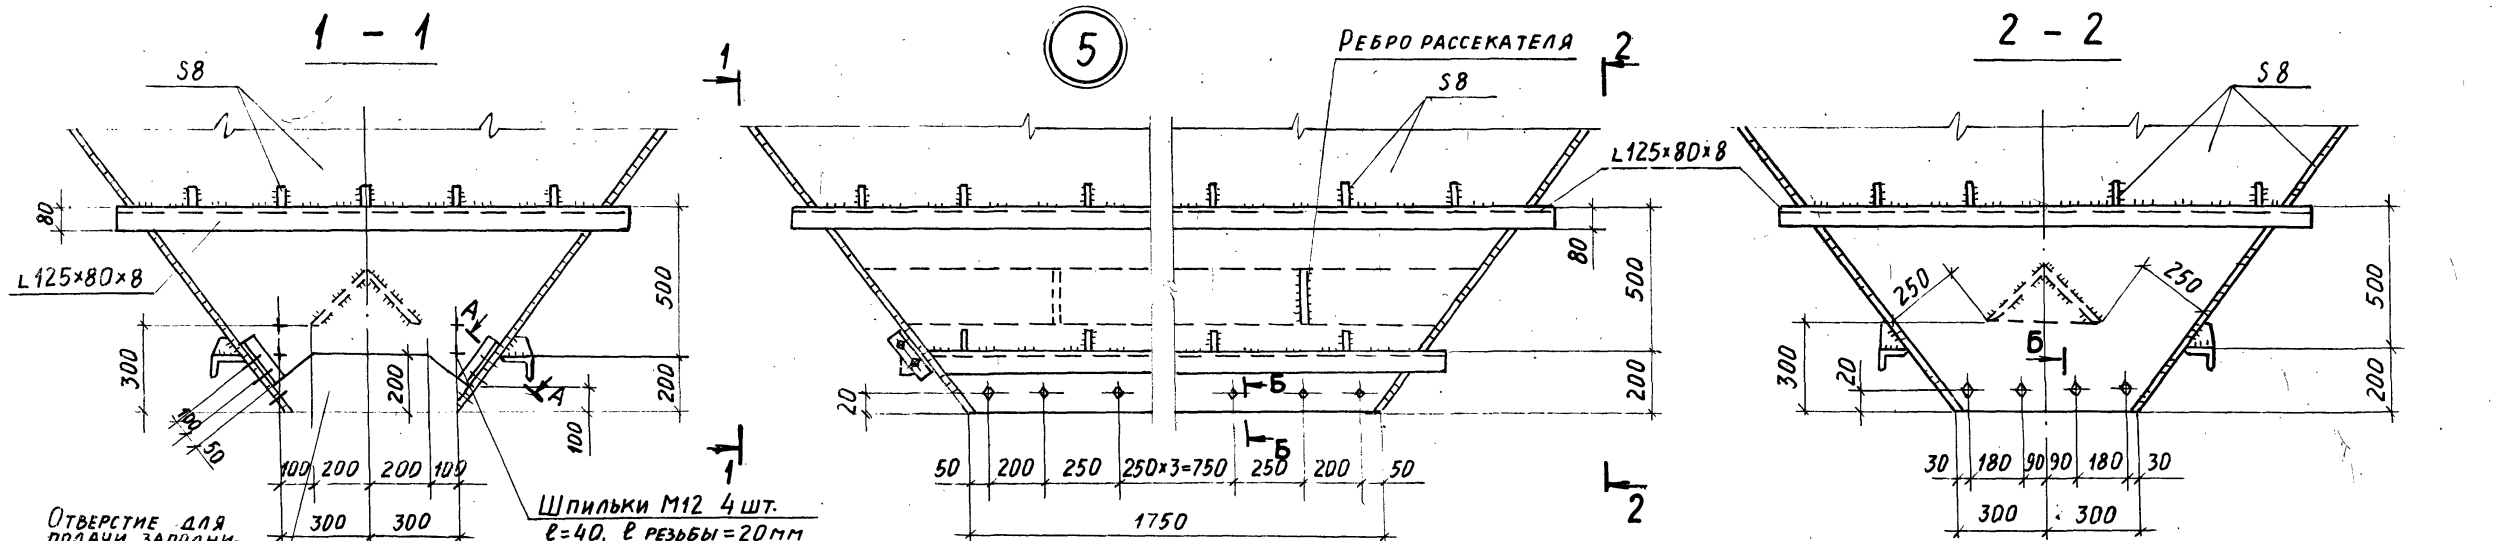 1 - 1
S8
80
L125×80×8
300
100
50
100 200 200 100
300 300
200
А
А
500
200
100
Отверстие для
подачи заполни-
Шпильки М12 4 шт.
ℓ=40, ℓ резьбы=20мм
1
1
5
Ребро рассекателя
S8
2
2
L125×80×8
80
500
200
20
Б
Б
50 200 250 250×3=750 250 200 50
1750
2 - 2
S8
250
250
300
20
Б
500
200
30 180 90 90 180 30
300 300